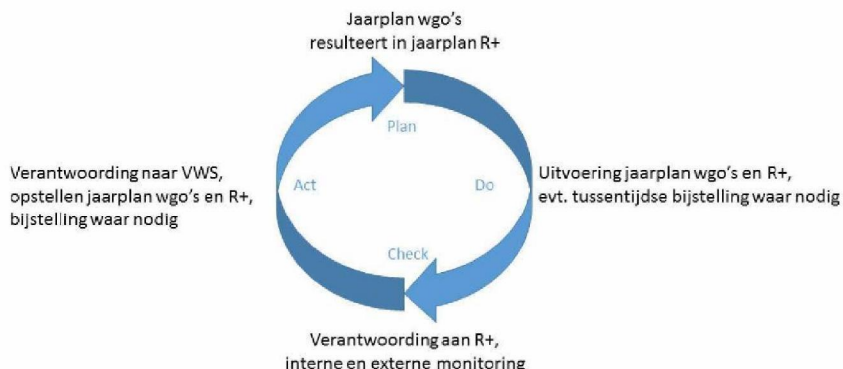 Jaarplan wgo's
resulteert in jaarplan R+
Plan
Verantwoording naar VWS,
opstellen jaarplan wgo's en R+,
bijstelling waar nodig
Act
Do
Uitvoering jaarplan wgo's en R+,
evt. tussentijdse bijstelling waar nodig
Check
Verantwoording aan R+,
interne en externe monitoring